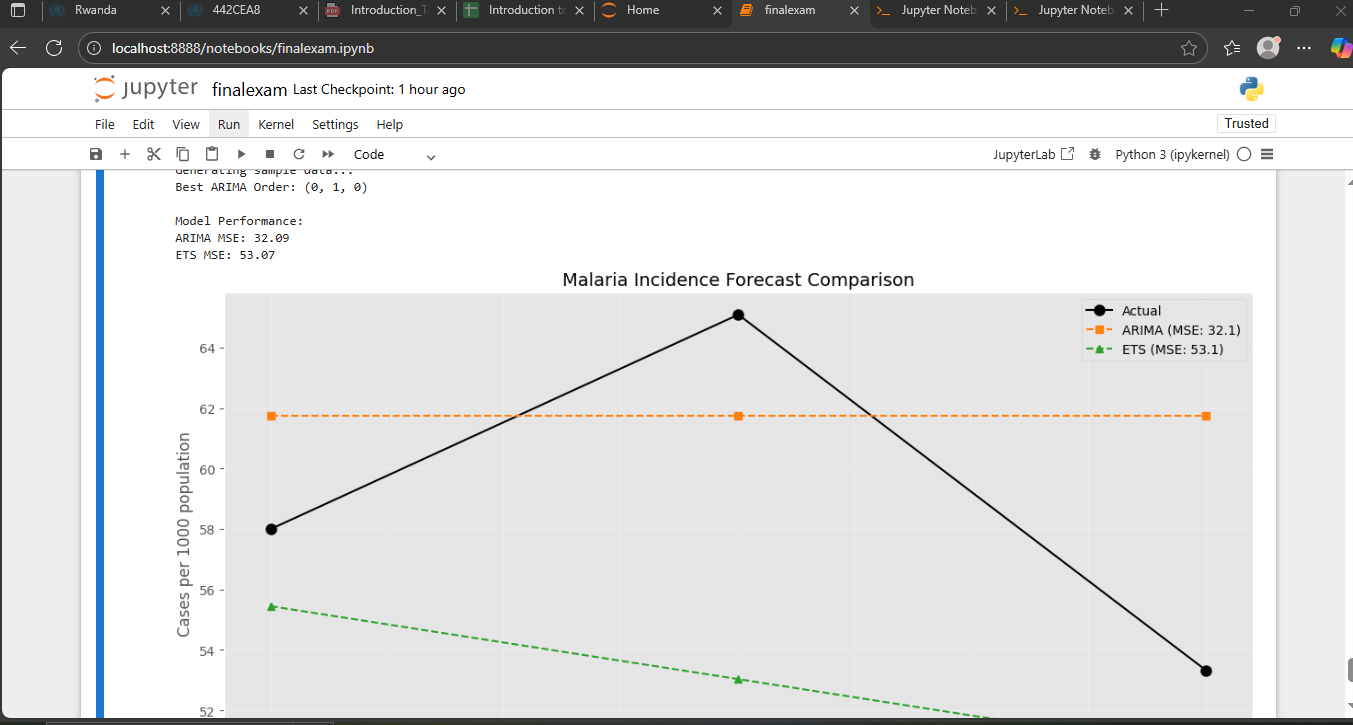 Rwanda
442CEA8
Introduction_T
Introduction to
Home
finalexam
Jupyter Noteb
Jupyter Noteb
localhost:8888/notebooks/finalexam.ipynb
jupyter finalexam Last Checkpoint: 1 hour ago
File Edit View Run Kernel Settings Help
Trusted
Code
JupyterLab
Python 3 (ipykernel)
Generating sample data...
Best ARIMA Order: (0, 1, 0)
Model Performance:
ARIMA MSE: 32.09
ETS MSE: 53.07
Malaria Incidence Forecast Comparison
Actual
ARIMA (MSE: 32.1)
ETS (MSE: 53.1)
Cases per 1000 population
64
62
60
58
56
54
52